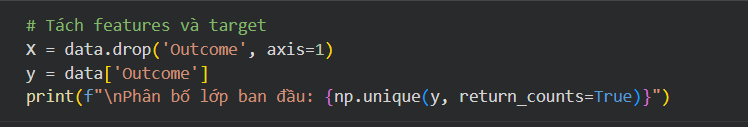 # Tách features và target
X = data.drop('Outcome', axis=1)
y = data['Outcome']
print(f"\nPhân bố lớp ban đầu: {np.unique(y, return_counts=True)}")